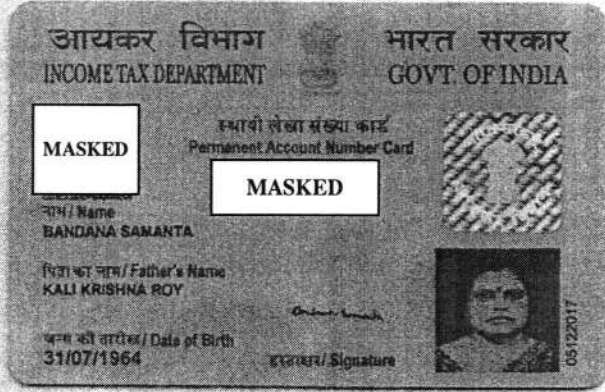 आयकर विभाग
INCOME TAX DEPARTMENT
भारत सरकार
GOVT. OF INDIA
स्थायी लेखा संख्या कार्ड
Permanent Account Number Card
MASKED
MASKED
नाम / Name
BANDANA SAMANTA
पिता का नाम / Father's Name
KALI KRISHNA ROY
जन्म की तारीख / Date of Birth
31/07/1964
हस्ताक्षर / Signature
05122017